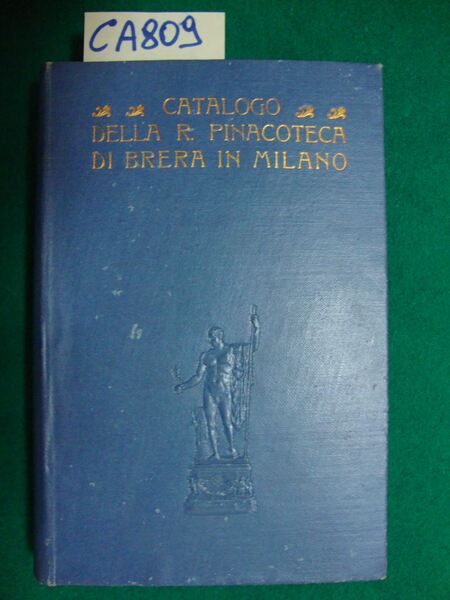 CA809
CATALOGO
DELLA R. PINACOTECA
DI BRERA IN MILANO